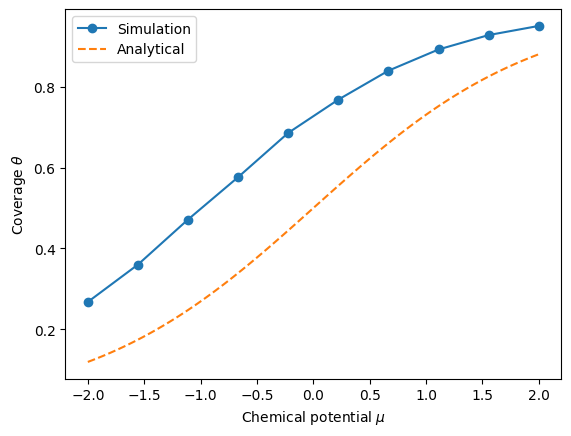 Simulation
Analytical
Coverage θ
0.8
0.6
0.4
0.2
−2.0 −1.5 −1.0 −0.5 0.0 0.5 1.0 1.5 2.0
Chemical potential μ